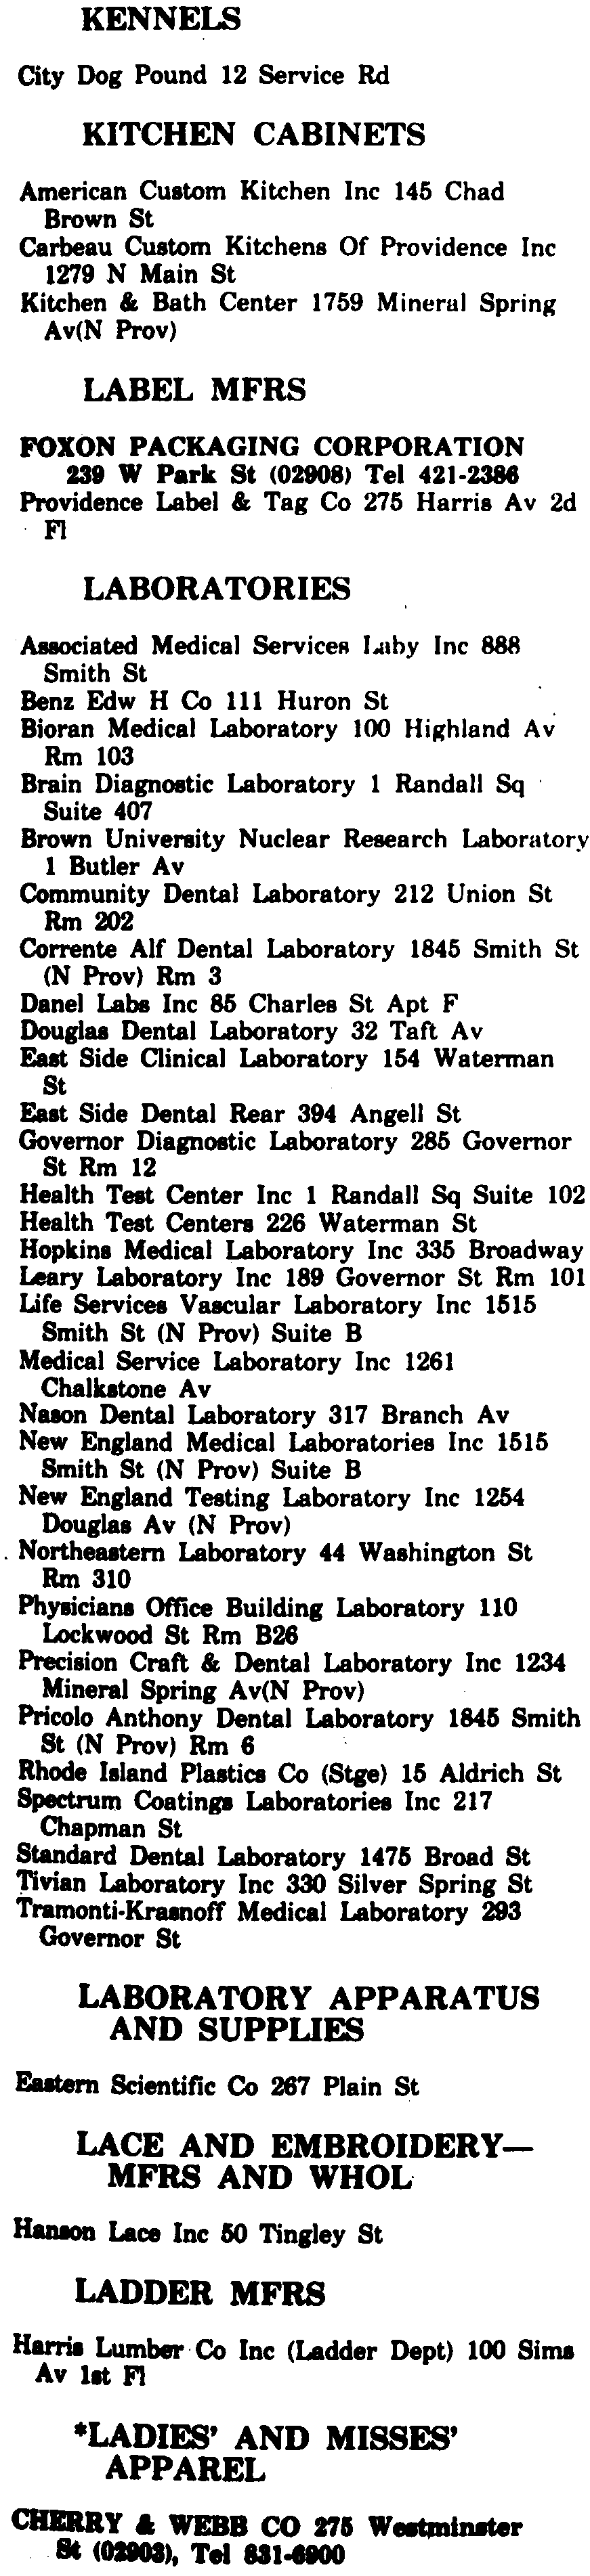 KENNELS
City Dog Pound 12 Service Rd
KITCHEN CABINETS
American Custom Kitchen Inc 145 Chad
Brown St
Carbeau Custom Kitchens Of Providence Inc
1279 N Main St
Kitchen & Bath Center 1759 Mineral Spring
Av(N Prov)
LABEL MFRS
FOXON PACKAGING CORPORATION
239 W Park St (02908) Tel 421-2386
Providence Label & Tag Co 275 Harris Av 2d
Fl
LABORATORIES
Associated Medical Services Laby Inc 888
Smith St
Benz Edw H Co 111 Huron St
Bioran Medical Laboratory 100 Highland Av
Rm 103
Brain Diagnostic Laboratory 1 Randall Sq
Suite 407
Brown University Nuclear Research Laboratory
1 Butler Av
Community Dental Laboratory 212 Union St
Rm 202
Corrente Alf Dental Laboratory 1845 Smith St
(N Prov) Rm 3
Danel Labs Inc 85 Charles St Apt F
Douglas Dental Laboratory 32 Taft Av
East Side Clinical Laboratory 154 Waterman
St
East Side Dental Rear 394 Angell St
Governor Diagnostic Laboratory 285 Governor
St Rm 12
Health Test Center Inc 1 Randall Sq Suite 102
Health Test Centers 226 Waterman St
Hopkins Medical Laboratory Inc 335 Broadway
Leary Laboratory Inc 189 Governor St Rm 101
Life Services Vascular Laboratory Inc 1515
Smith St (N Prov) Suite B
Medical Service Laboratory Inc 1261
Chalkstone Av
Nason Dental Laboratory 317 Branch Av
New England Medical Laboratories Inc 1515
Smith St (N Prov) Suite B
New England Testing Laboratory Inc 1254
Douglas Av (N Prov)
Northeastern Laboratory 44 Washington St
Rm 310
Physicians Office Building Laboratory 110
Lockwood St Rm B26
Precision Craft & Dental Laboratory Inc 1234
Mineral Spring Av(N Prov)
Pricolo Anthony Dental Laboratory 1845 Smith
St (N Prov) Rm 6
Rhode Island Plastics Co (Stge) 15 Aldrich St
Spectrum Coatings Laboratories Inc 217
Chapman St
Standard Dental Laboratory 1475 Broad St
Tivian Laboratory Inc 330 Silver Spring St
Tramonti-Krasnoff Medical Laboratory 293
Governor St
LABORATORY APPARATUS
AND SUPPLIES
Eastern Scientific Co 267 Plain St
LACE AND EMBROIDERY—
MFRS AND WHOL
Hanson Lace Inc 50 Tingley St
LADDER MFRS
Harris Lumber Co Inc (Ladder Dept) 100 Sims
Av 1st Fl
*LADIES' AND MISSES'
APPAREL
CHERRY & WEBB CO 275 Westminster
St (02903), Tel 831-6900